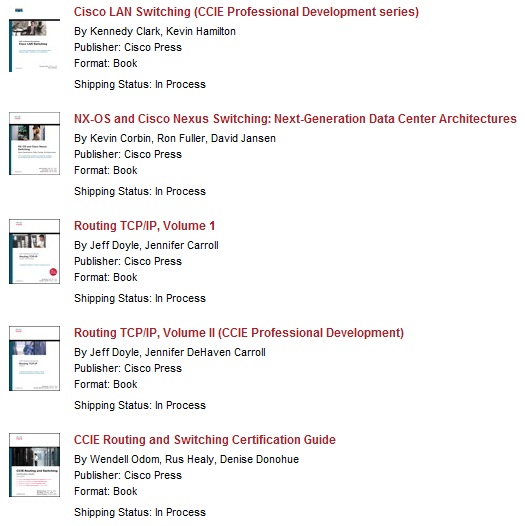 Cisco LAN Switching (CCIE Professional Development series)
By Kennedy Clark, Kevin Hamilton
Publisher: Cisco Press
Format: Book
Shipping Status: In Process
NX-OS and Cisco Nexus Switching: Next-Generation Data Center Architectures
By Kevin Corbin, Ron Fuller, David Jansen
Publisher: Cisco Press
Format: Book
Shipping Status: In Process
Routing TCP/IP, Volume 1
By Jeff Doyle, Jennifer Carroll
Publisher: Cisco Press
Format: Book
Shipping Status: In Process
Routing TCP/IP, Volume II (CCIE Professional Development)
By Jeff Doyle, Jennifer DeHaven Carroll
Publisher: Cisco Press
Format: Book
Shipping Status: In Process
CCIE Routing and Switching
CCIE Routing and Switching Certification Guide
By Wendell Odom, Rus Healy, Denise Donohue
Publisher: Cisco Press
Format: Book
Shipping Status: In Process